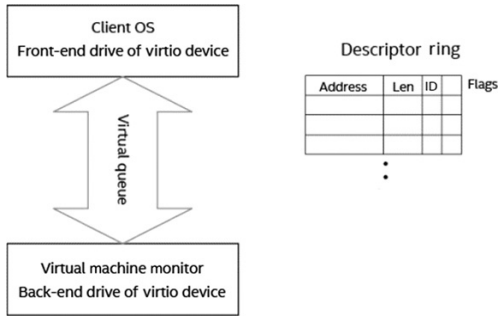 Client OS
Front-end drive of virtio device
Virtual queue
Virtual machine monitor
Back-end drive of virtio device
Descriptor ring
Address Len ID Flags